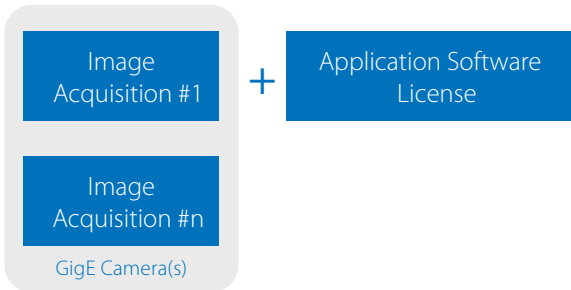 Image
Acquisition #1
+
Application Software
License
Image
Acquisition #n
GigE Camera(s)